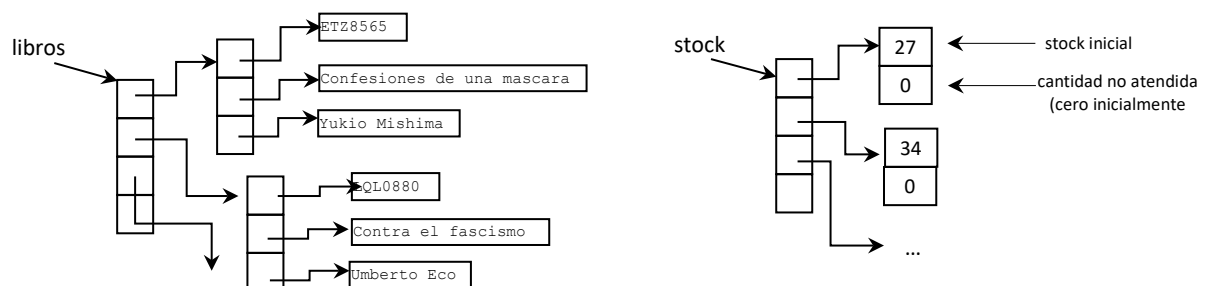 libros
ETZ8565
Confesiones de una mascara
Yukio Mishima
LQL0880
Contra el fascismo
Umberto Eco
stock
27
0
stock inicial
cantidad no atendida
(cero inicialmente
34
0
...